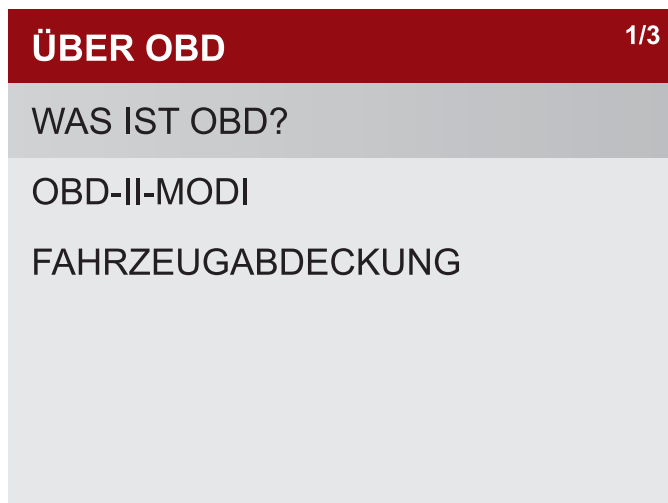 ÜBER OBD 1/3
WAS IST OBD?
OBD-II-MODI
FAHRZEUGABDECKUNG